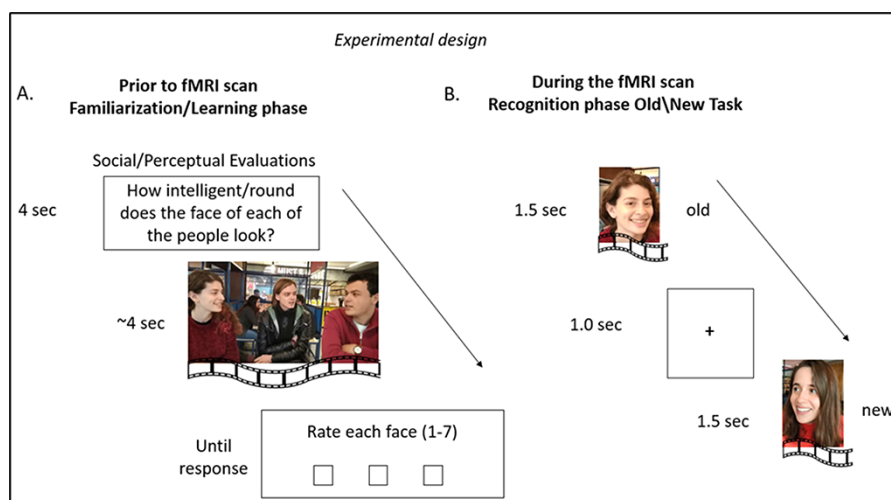 Experimental design
A.
Prior to fMRI scan
Familiarization/Learning phase
Social/Perceptual Evaluations
4 sec
How intelligent/round
does the face of each of
the people look?
~4 sec
Until
response
Rate each face (1-7)
B.
During the fMRI scan
Recognition phase Old\New Task
1.5 sec
old
1.0 sec
+
1.5 sec
new